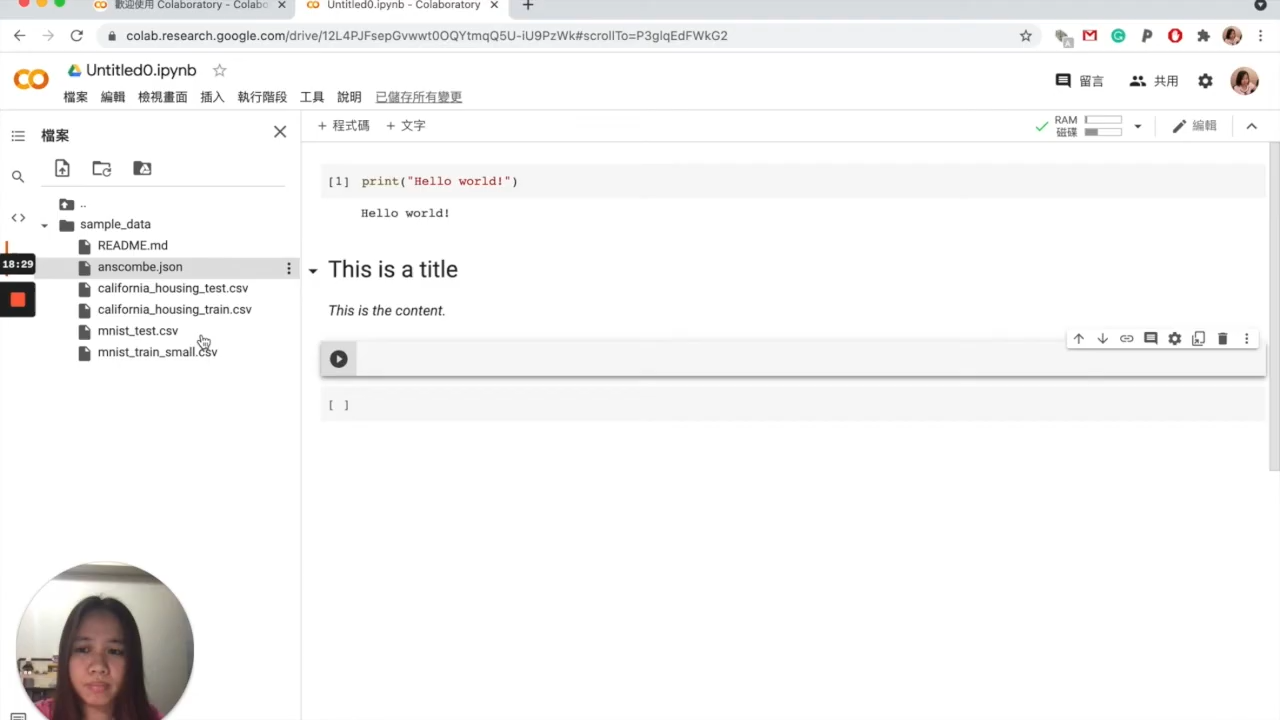 歡迎使用 Colaboratory - Colabo
Untitled0.ipynb - Colaboratory
colab.research.google.com/drive/12L4PJFsepGvwwt0OQYtmqQ5U-iU9PzWk#scrollTo=P3glqEdFWkG2
Untitled0.ipynb
留言
共用
檔案 編輯 檢視畫面 插入 執行階段 工具 說明 已儲存所有變更
檔案
+ 程式碼 + 文字
RAM
磁碟
編輯
..
sample_data
README.md
anscombe.json
california_housing_test.csv
california_housing_train.csv
mnist_test.csv
mnist_train_small.csv
18:29
[1] print("Hello world!")
Hello world!
This is a title
This is the content.
[ ]